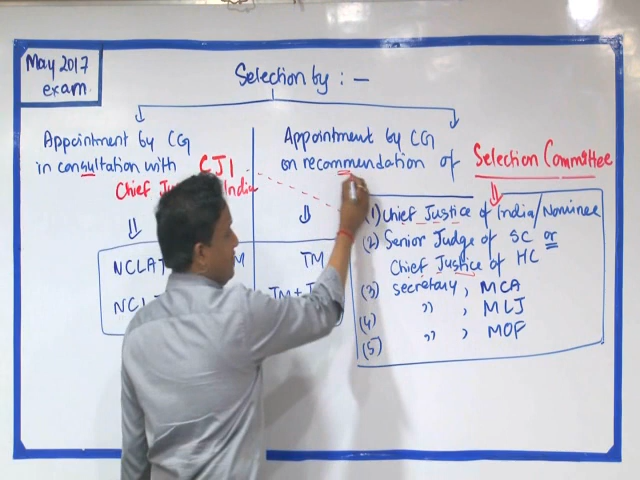 May 2017
exam
Selection by : —
Appointment by CG
in consultation with CJI
Chief India
Appointment by CG
on recommendation of Selection Committee
(1) Chief Justice of India/Nominee
(2) Senior Judge of SC or
Chief Justice of HC
(3) Secretary, MCA
(4) ,, , MLJ
(5) ,, , MOF
NCLAT M
TM
TM +